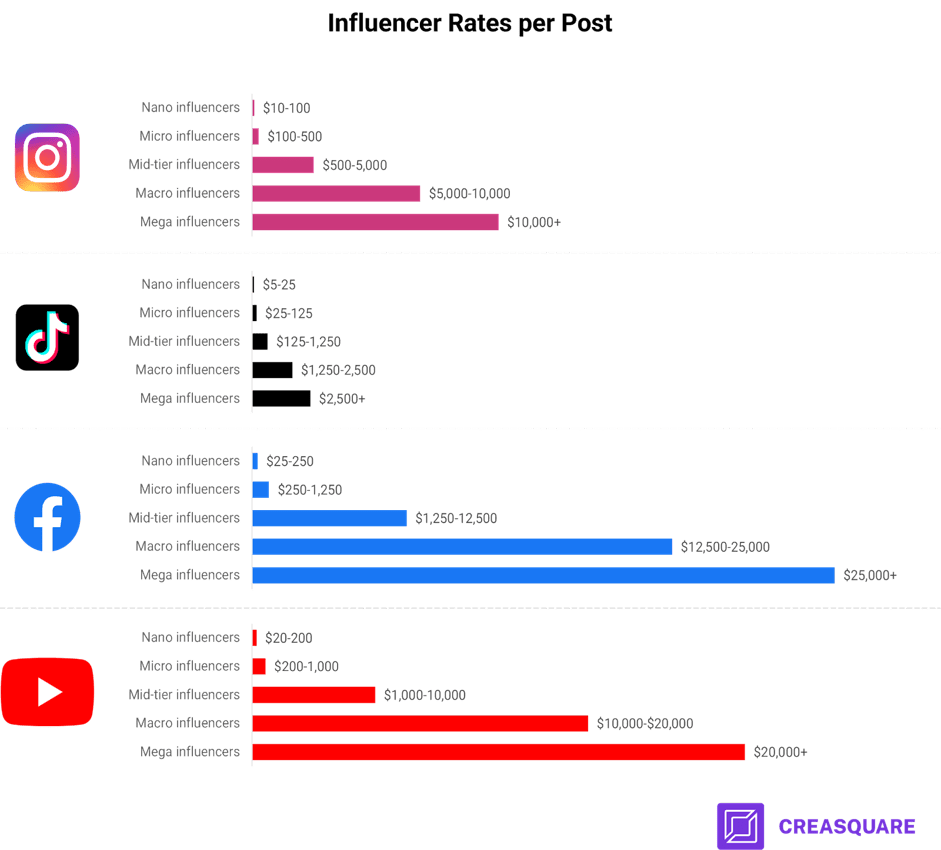 Influencer Rates per Post
Nano influencers $10-100
Micro influencers $100-500
Mid-tier influencers $500-5,000
Macro influencers $5,000-10,000
Mega influencers $10,000+
Nano influencers $5-25
Micro influencers $25-125
Mid-tier influencers $125-1,250
Macro influencers $1,250-2,500
Mega influencers $2,500+
Nano influencers $25-250
Micro influencers $250-1,250
Mid-tier influencers $1,250-12,500
Macro influencers $12,500-25,000
Mega influencers $25,000+
Nano influencers $20-200
Micro influencers $200-1,000
Mid-tier influencers $1,000-10,000
Macro influencers $10,000-$20,000
Mega influencers $20,000+
CREASQUARE